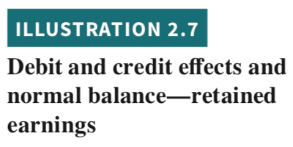 ILLUSTRATION 2.7
Debit and credit effects and
normal balance—retained
earnings